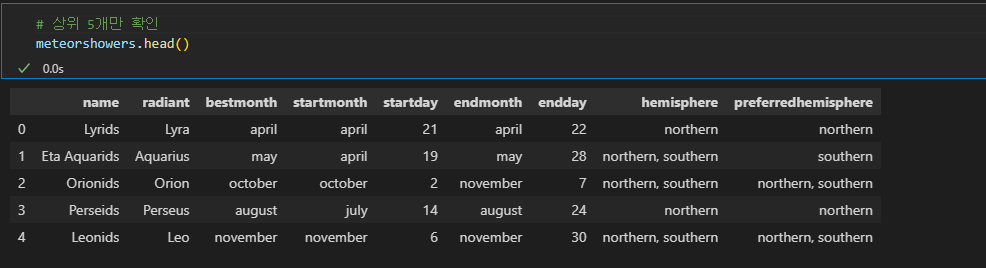 # 상위 5개만 확인
meteorshowers.head()
0.0s
name radiant bestmonth startmonth startday endmonth endday hemisphere preferredhemisphere
0 Lyrids Lyra april april 21 april 22 northern northern
1 Eta Aquarids Aquarius may april 19 may 28 northern, southern southern
2 Orionids Orion october october 2 november 7 northern, southern northern, southern
3 Perseids Perseus august july 14 august 24 northern northern
4 Leonids Leo november november 6 november 30 northern, southern northern, southern